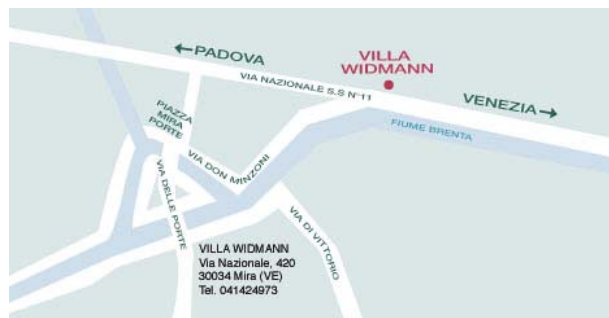 ←PADOVA
VILLA
WIDMANN
VIA NAZIONALE S.S N°11
VENEZIA→
FIUME BRENTA
PIAZZA
MIRA
PORTE
VIA DON MINZONI
VIA DELLE PORTE
VIA DI VITTORIO
VILLA WIDMANN
Via Nazionale, 420
30034 Mira (VE)
Tel. 041424973